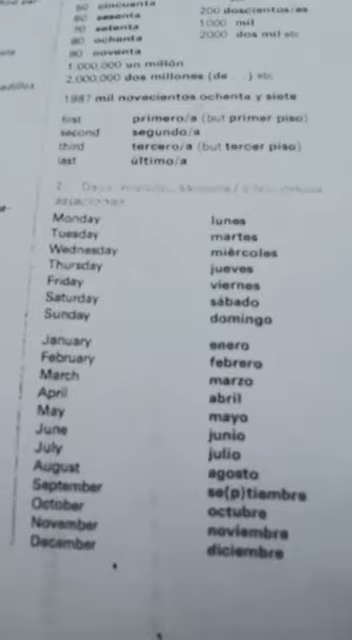 50 cincuenta 200 doscientos/as
60 sesenta 1000 mil
70 setenta 2000 dos mil etc
80 ochenta
90 noventa
1.000.000 un millón
2.000.000 dos millones (de ...) etc
1987 mil novecientos ochenta y siete
first primero/a (but primer piso)
second segundo/a
third tercero/a (but tercer piso)
last último/a
2
Monday lunes
Tuesday martes
Wednesday miércoles
Thursday jueves
Friday viernes
Saturday sábado
Sunday domingo
January enero
February febrero
March marzo
April abril
May mayo
June junio
July julio
August agosto
September se(p)tiembre
October octubre
November noviembre
December diciembre